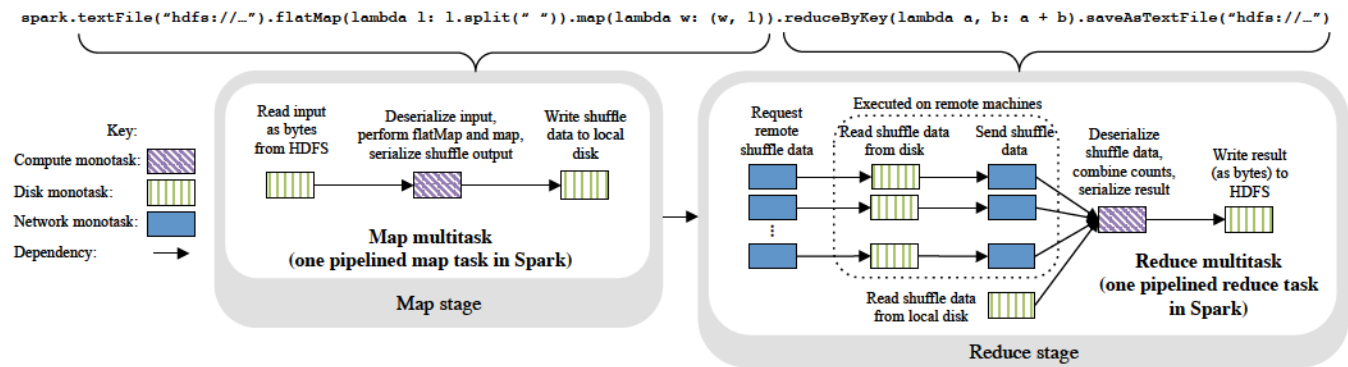 spark.textFile(“hdfs://…”).flatMap(lambda l: l.split(“ ”)).map(lambda w: (w, 1)).reduceByKey(lambda a, b: a + b).saveAsTextFile(“hdfs://…”)
Key:
Compute monotask:
Disk monotask:
Network monotask:
Dependency:
Read input
as bytes
from HDFS
Deserialize input,
perform flatMap and map,
serialize shuffle output
Write shuffle
data to local
disk
Map multitask
(one pipelined map task in Spark)
Map stage
Request
remote
shuffle data
Executed on remote machines
Read shuffle data
from disk
Send shuffle
data
...
Deserialize
shuffle data,
combine counts,
serialize result
Write result
(as bytes) to
HDFS
Read shuffle data
from local disk
Reduce multitask
(one pipelined reduce task
in Spark)
Reduce stage